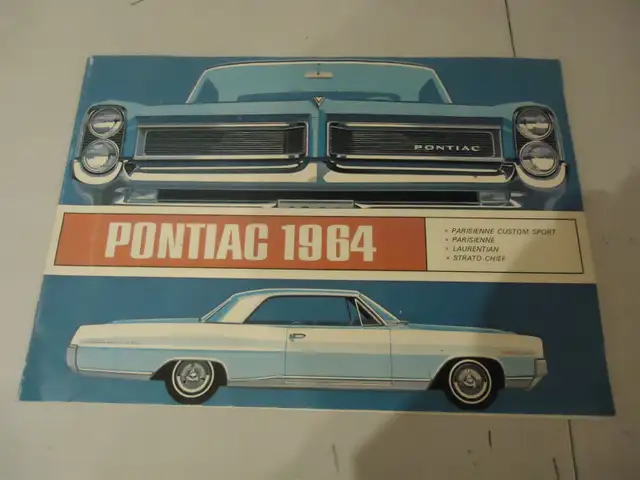 PONTIAC
PONTIAC 1964
• PARISIENNE CUSTOM SPORT
• PARISIENNE
• LAURENTIAN
• STRATO-CHIEF